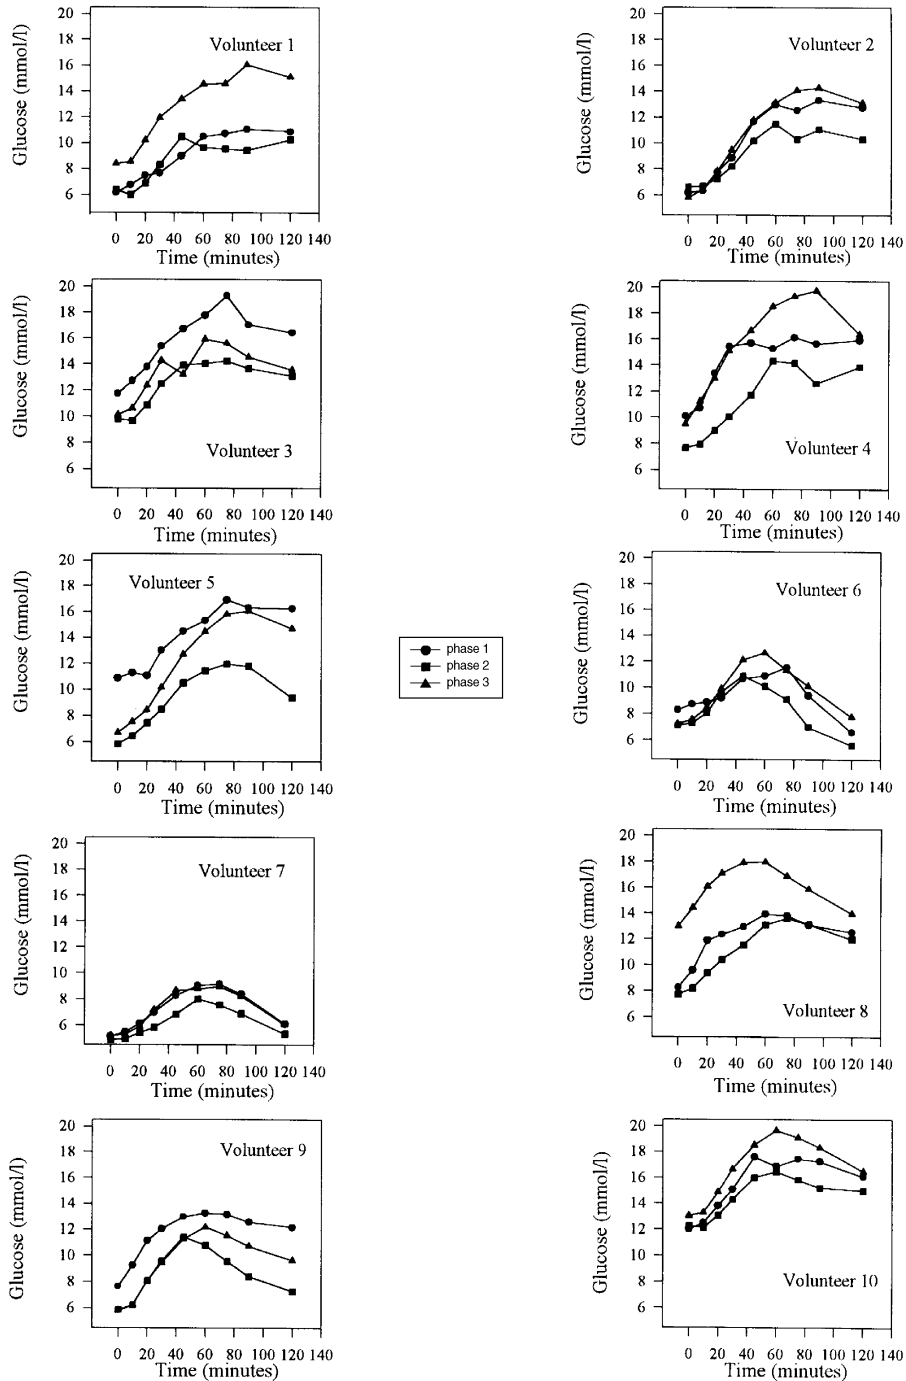 Glucose (mmol/l)
20
18
16
14
12
10
8
6
Volunteer 1
0 20 40 60 80 100 120 140
Time (minutes)
Glucose (mmol/l)
20
18
16
14
12
10
8
6
Volunteer 2
0 20 40 60 80 100 120 140
Time (minutes)
Glucose (mmol/l)
20
18
16
14
12
10
8
6
Volunteer 3
0 20 40 60 80 100 120 140
Time (minutes)
Glucose (mmol/l)
20
18
16
14
12
10
8
6
Volunteer 4
0 20 40 60 80 100 120 140
Time (minutes)
Glucose (mmol/l)
20
18
16
14
12
10
8
6
Volunteer 5
0 20 40 60 80 100 120 140
Time (minutes)
phase 1
phase 2
phase 3
Glucose (mmol/l)
20
18
16
14
12
10
8
6
Volunteer 6
0 20 40 60 80 100 120 140
Time (minutes)
Glucose (mmol/l)
20
18
16
14
12
10
8
6
Volunteer 7
0 20 40 60 80 100 120 140
Time (minutes)
Glucose (mmol/l)
20
18
16
14
12
10
8
6
Volunteer 8
0 20 40 60 80 100 120 140
Time (minutes)
Glucose (mmol/l)
20
18
16
14
12
10
8
6
Volunteer 9
0 20 40 60 80 100 120 140
Time (minutes)
Glucose (mmol/l)
20
18
16
14
12
10
8
6
Volunteer 10
0 20 40 60 80 100 120 140
Time (minutes)